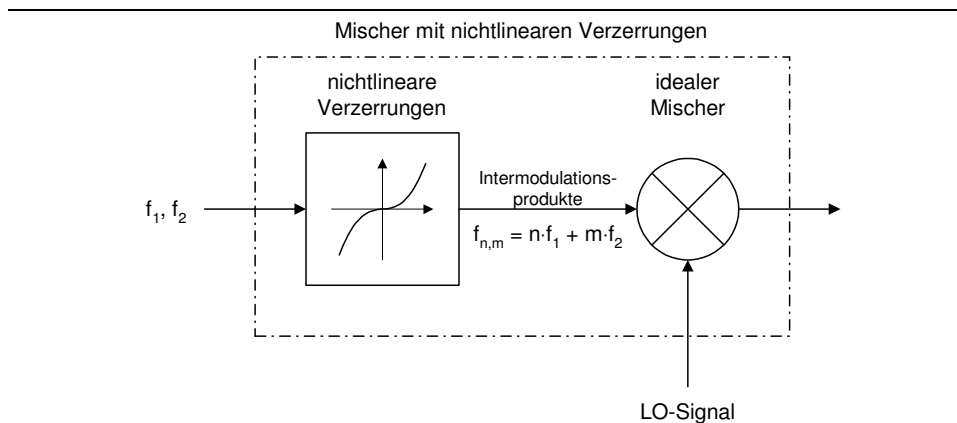 Mischer mit nichtlinearen Verzerrungen
nichtlineare
Verzerrungen
idealer
Mischer
f₁, f₂
Intermodulations-
produkte
fₙ,ₘ = n·f₁ + m·f₂
LO-Signal